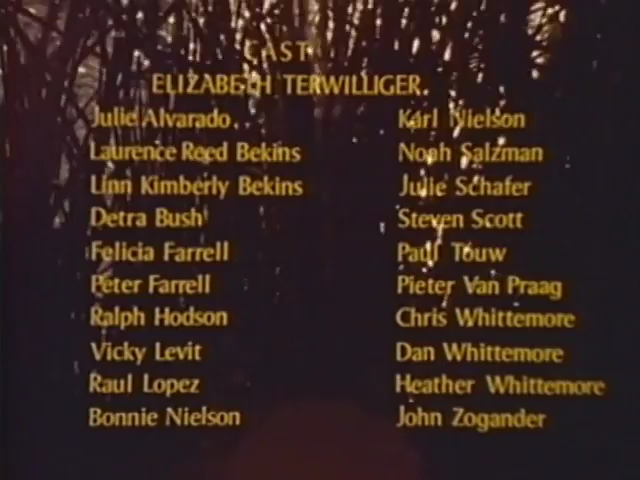 CAST
ELIZABETH TERWILLIGER
Julie Alvarado
Laurence Reed Bekins
Linn Kimberly Bekins
Detra Bush
Felicia Farrell
Peter Farrell
Ralph Hodson
Vicky Levit
Raul Lopez
Bonnie Nielson
Karl Nielson
Noah Salzman
Julie Schafer
Steven Scott
Paul Touw
Pieter Van Praag
Chris Whittemore
Dan Whittemore
Heather Whittemore
John Zogander